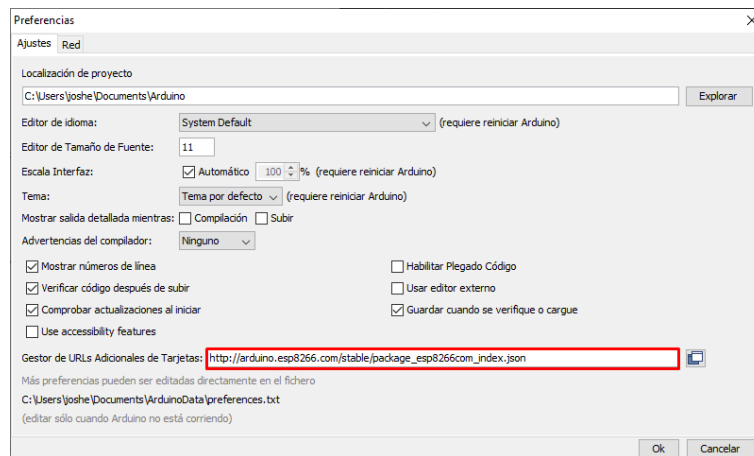 Preferencias
Ajustes Red
Localización de proyecto
C:\Users\joshe\Documents\Arduino Explorar
Editor de idioma: System Default (requiere reiniciar Arduino)
Editor de Tamaño de Fuente: 11
Escala Interfaz: Automático 100 % (requiere reiniciar Arduino)
Tema: Tema por defecto (requiere reiniciar Arduino)
Mostrar salida detallada mientras: Compilación Subir
Advertencias del compilador: Ninguno
Mostrar números de línea Habilitar Plegado Código
Verificar código después de subir Usar editor externo
Comprobar actualizaciones al iniciar Guardar cuando se verifique o cargue
Use accessibility features
Gestor de URLs Adicionales de Tarjetas: http://arduino.esp8266.com/stable/package_esp8266com_index.json
Más preferencias pueden ser editadas directamente en el fichero
C:\Users\joshe\Documents\ArduinoData\preferences.txt
(editar sólo cuando Arduino no está corriendo)
Ok Cancelar